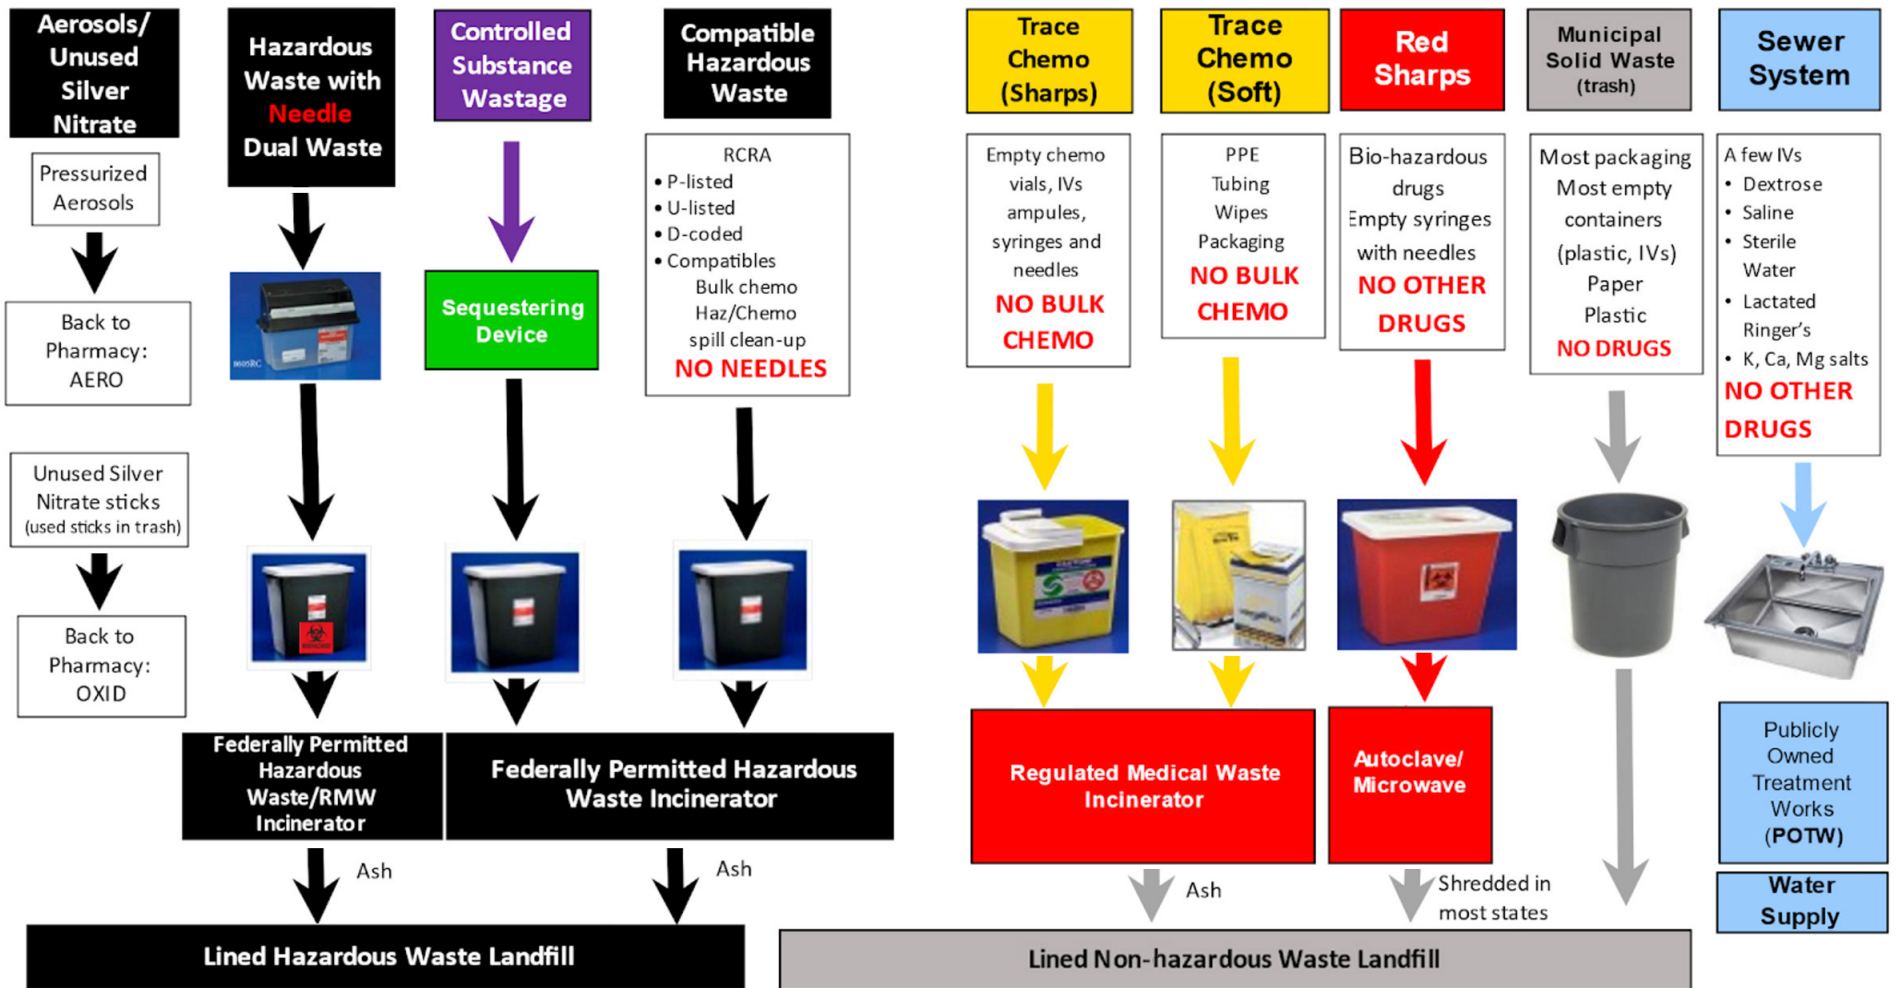 Aerosols/
Unused
Silver
Nitrate
Pressurized
Aerosols
Back to
Pharmacy:
AERO
Unused Silver
Nitrate sticks
(used sticks in trash)
Back to
Pharmacy:
OXID
Hazardous
Waste with
Needle
Dual Waste
8605RC
Federally Permitted
Hazardous
Waste/RMW
Incinerator
Ash
Controlled
Substance
Wastage
Sequestering
Device
Compatible
Hazardous
Waste
RCRA
• P-listed
• U-listed
• D-coded
• Compatibles
Bulk chemo
Haz/Chemo
spill clean-up
NO NEEDLES
Federally Permitted Hazardous
Waste Incinerator
Ash
Lined Hazardous Waste Landfill
Trace
Chemo
(Sharps)
Empty chemo
vials, IVs
ampules,
syringes and
needles
NO BULK
CHEMO
Trace
Chemo
(Soft)
PPE
Tubing
Wipes
Packaging
NO BULK
CHEMO
Regulated Medical Waste
Incinerator
Ash
Red
Sharps
Bio-hazardous
drugs
Empty syringes
with needles
NO OTHER
DRUGS
Autoclave/
Microwave
Shredded in
most states
Municipal
Solid Waste
(trash)
Most packaging
Most empty
containers
(plastic, IVs)
Paper
Plastic
NO DRUGS
Lined Non-hazardous Waste Landfill
Sewer
System
A few IVs
• Dextrose
• Saline
• Sterile
Water
• Lactated
Ringer's
• K, Ca, Mg salts
NO OTHER
DRUGS
Publicly
Owned
Treatment
Works
(POTW)
Water
Supply